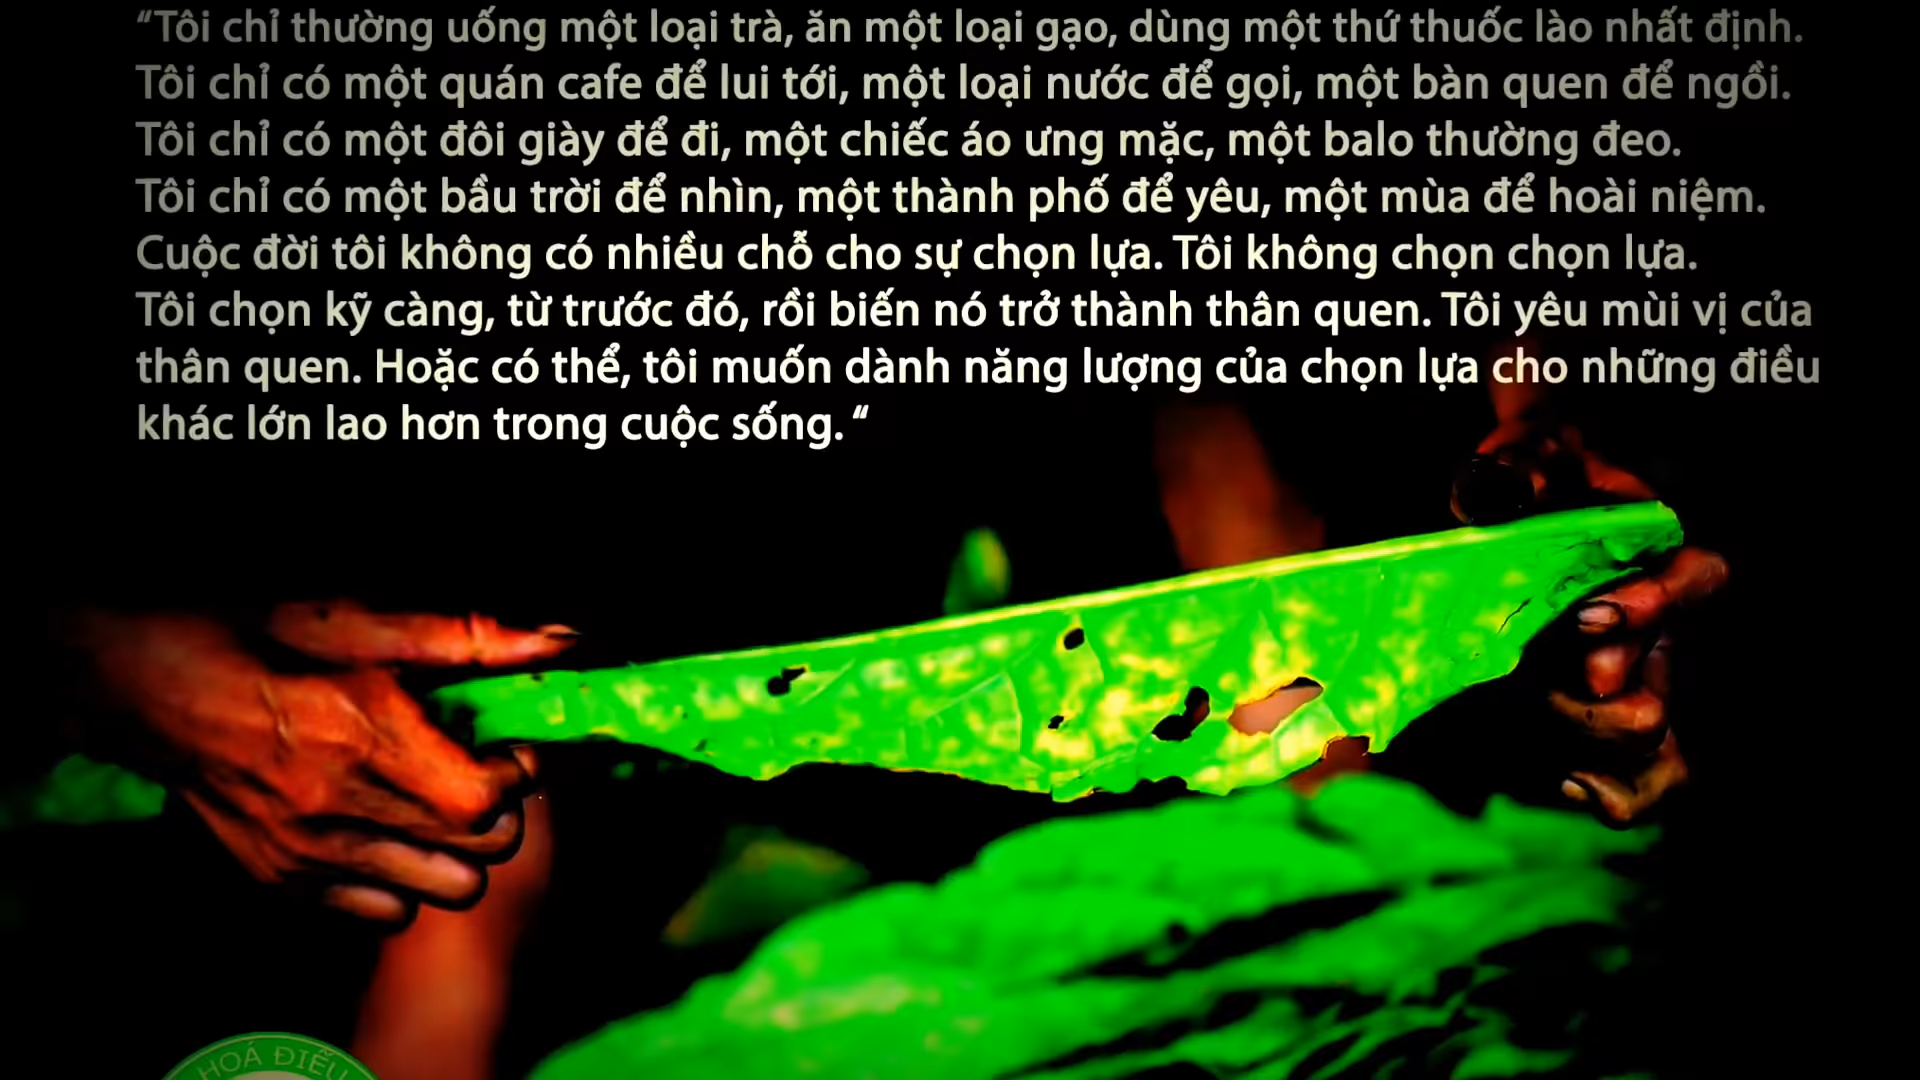 “Tôi chỉ thường uống một loại trà, ăn một loại gạo, dùng một thứ thuốc lào nhất định.
Tôi chỉ có một quán cafe để lui tới, một loại nước để gọi, một bàn quen để ngồi.
Tôi chỉ có một đôi giày để đi, một chiếc áo ưng mặc, một balo thường đeo.
Tôi chỉ có một bầu trời để nhìn, một thành phố để yêu, một mùa để hoài niệm.
Cuộc đời tôi không có nhiều chỗ cho sự chọn lựa. Tôi không chọn chọn lựa.
Tôi chọn kỹ càng, từ trước đó, rồi biến nó trở thành thân quen. Tôi yêu mùi vị của
thân quen. Hoặc có thể, tôi muốn dành năng lượng của chọn lựa cho những điều
khác lớn lao hơn trong cuộc sống. “
HOÁ ĐIẾU